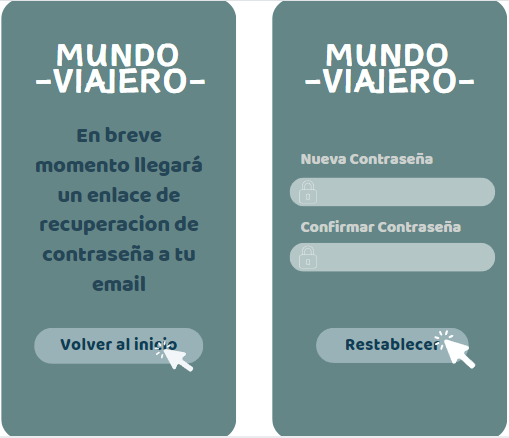 MUNDO
-VIAJERO-
En breve
momento llegará
un enlace de
recuperacion de
contraseña a tu
email
Volver al inicio
MUNDO
-VIAJERO-
Nueva Contraseña
Confirmar Contraseña
Restablecer